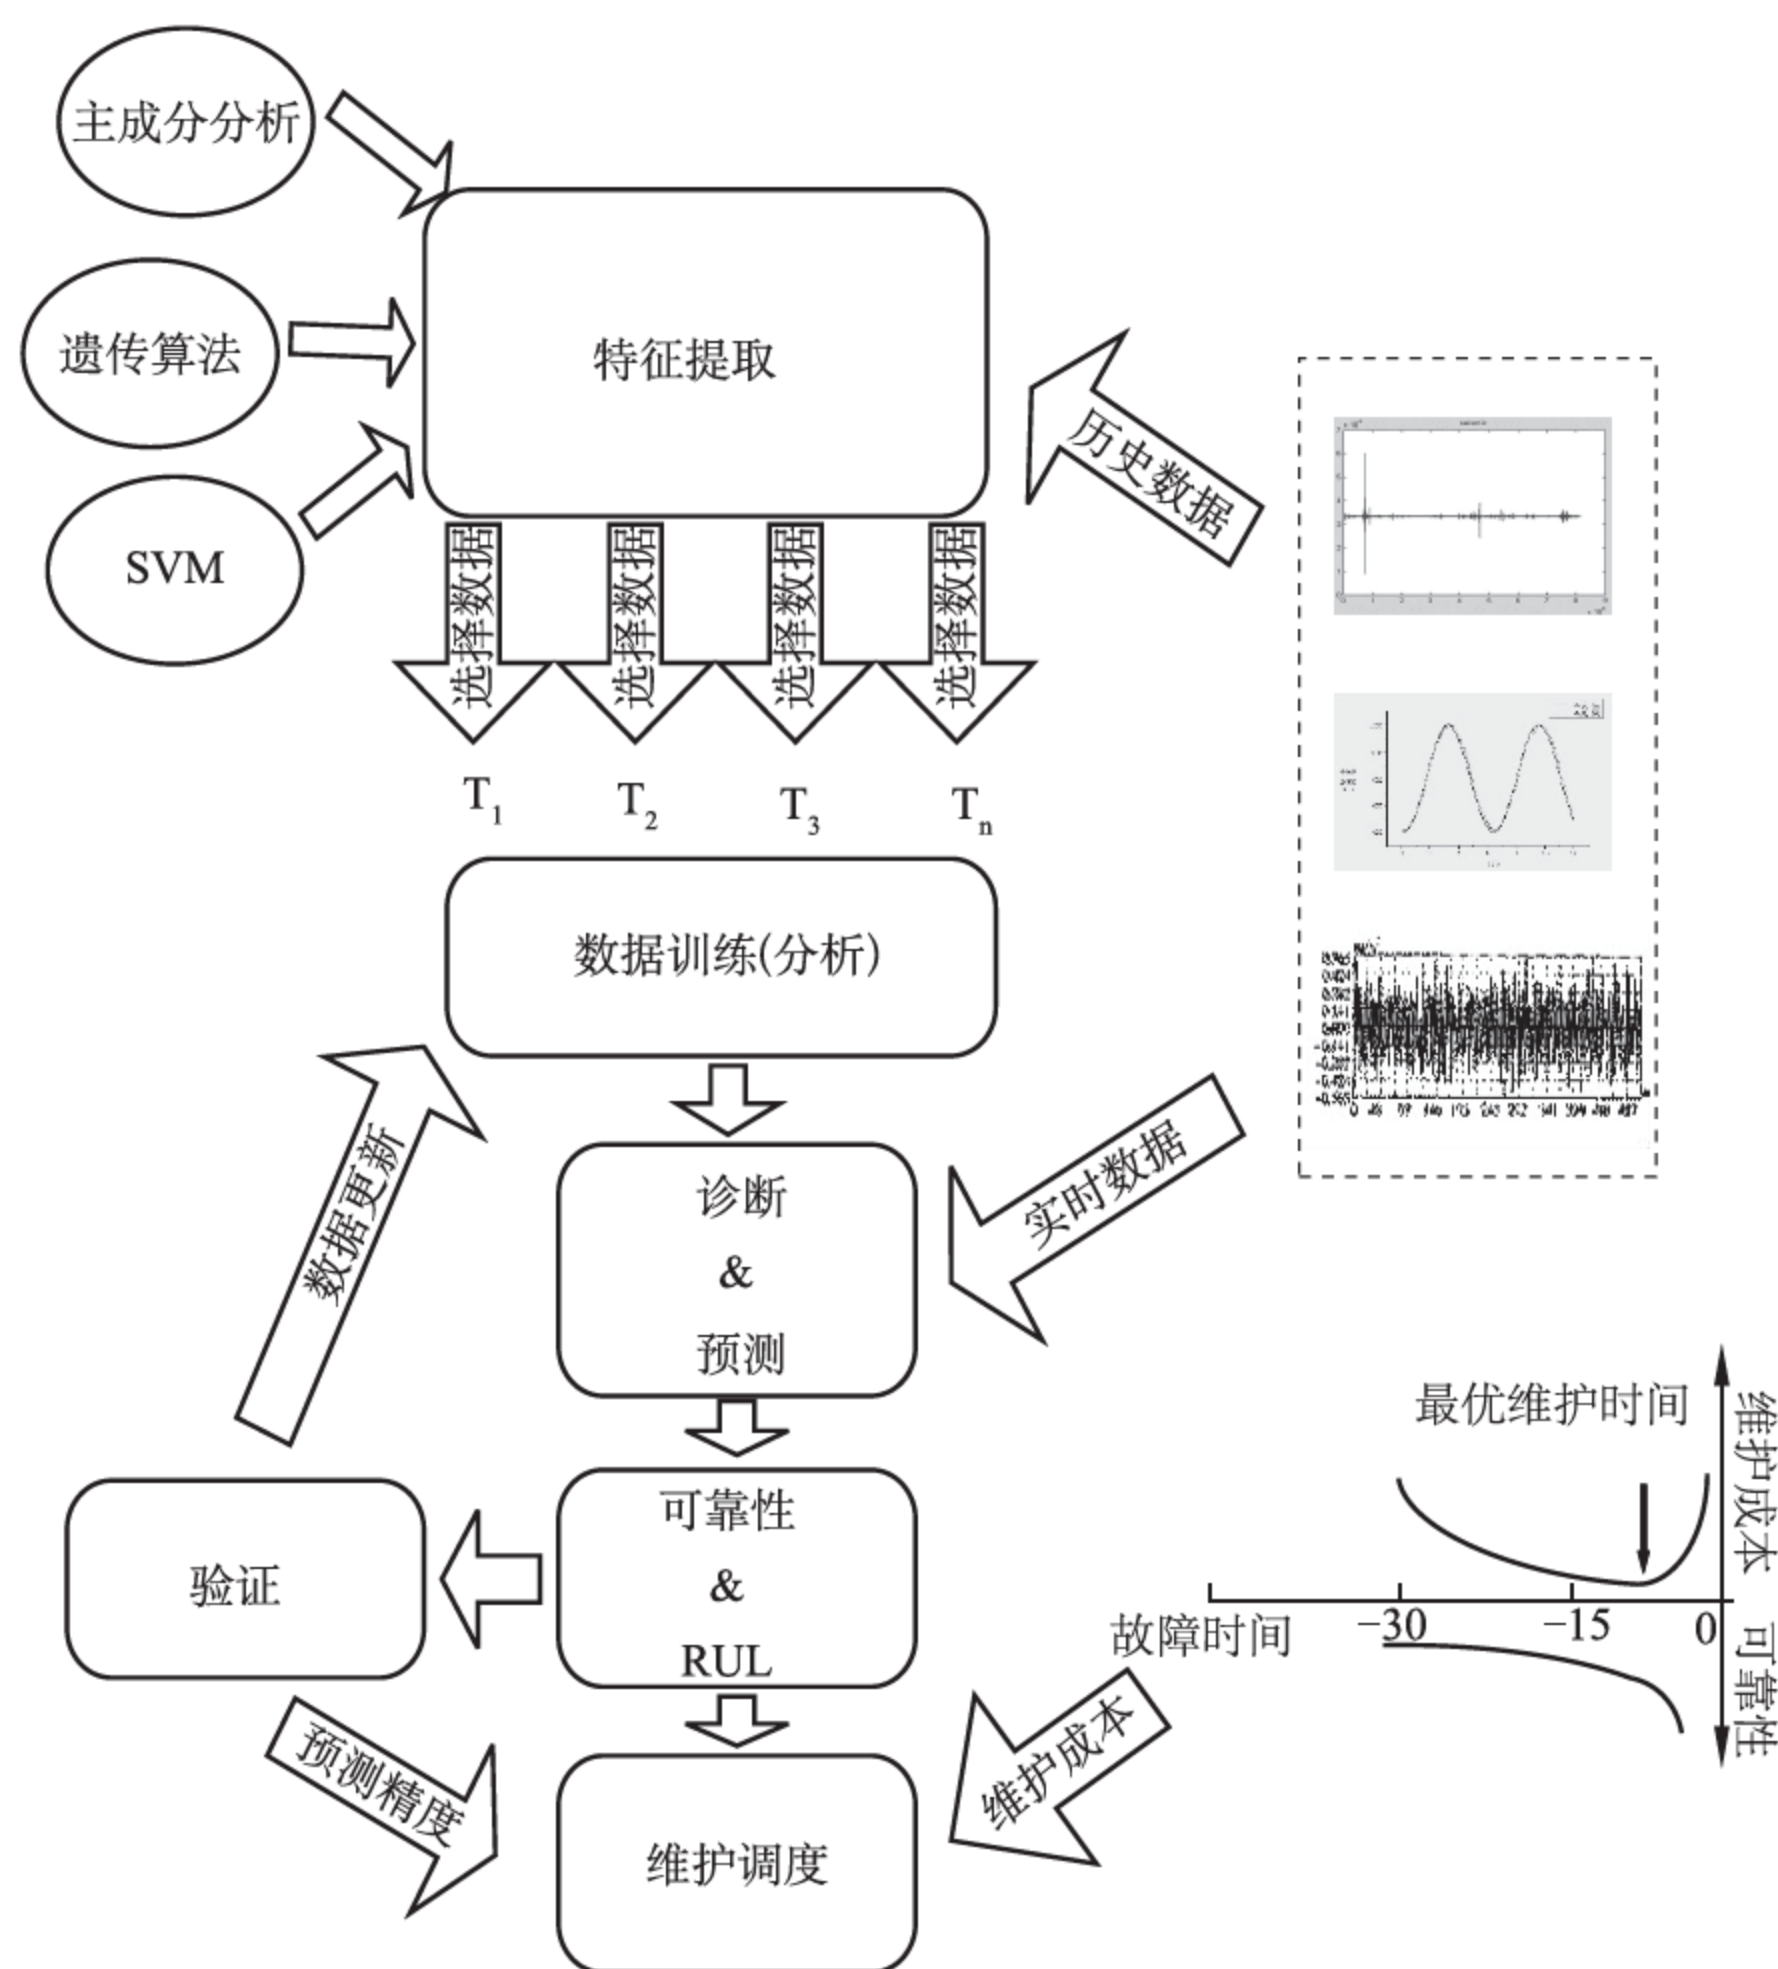 主成分分析
遗传算法
SVM
特征提取
历史数据
选择数据
选择数据
选择数据
选择数据
T1
T2
T3
Tn
数据训练(分析)
数据更新
诊断
&
预测
实时数据
最优维护时间
维护成本
可靠性
&
RUL
验证
故障时间
−30
−15
0
可靠性
预测精度
维护成本
维护调度